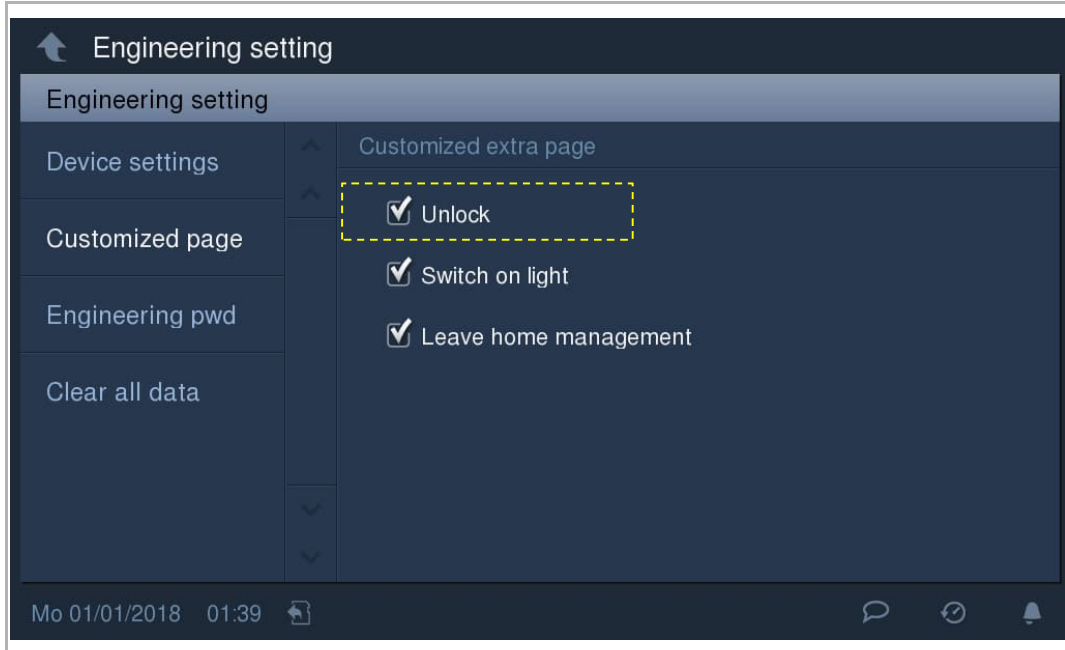 Engineering setting
Engineering setting
Device settings
Customized page
Engineering pwd
Clear all data
Customized extra page
Unlock
Switch on light
Leave home management
Mo 01/01/2018 01:39